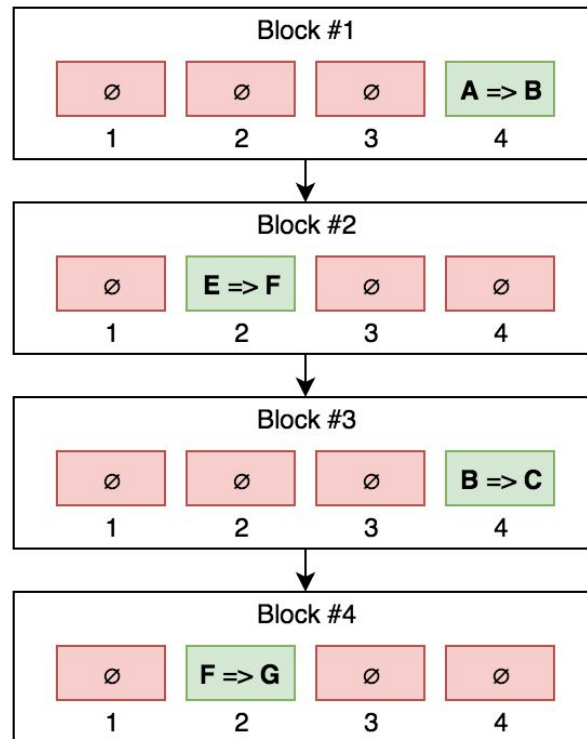 Block #1
∅ ∅ ∅ A => B
1 2 3 4
Block #2
∅ E => F ∅ ∅
1 2 3 4
Block #3
∅ ∅ ∅ B => C
1 2 3 4
Block #4
∅ F => G ∅ ∅
1 2 3 4